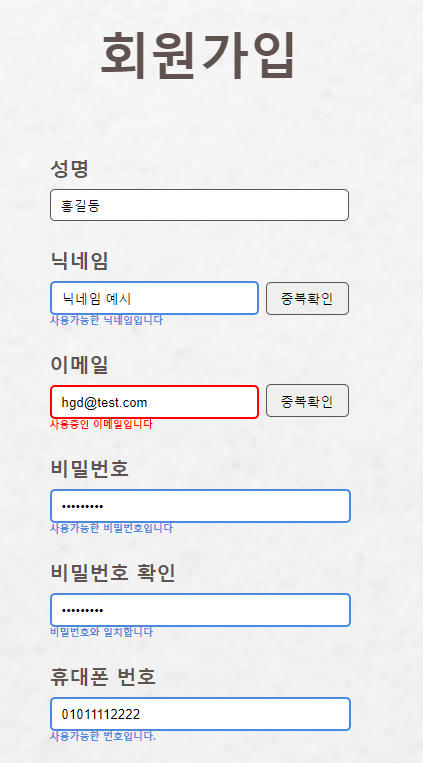 회원가입
성명
홍길동
닉네임
닉네임 예시
중복확인
사용가능한 닉네임입니다
이메일
hgd@test.com
중복확인
사용중인 이메일입니다
비밀번호
•••••••••
사용가능한 비밀번호입니다
비밀번호 확인
•••••••••
비밀번호와 일치합니다
휴대폰 번호
01011112222
사용가능한 번호입니다.